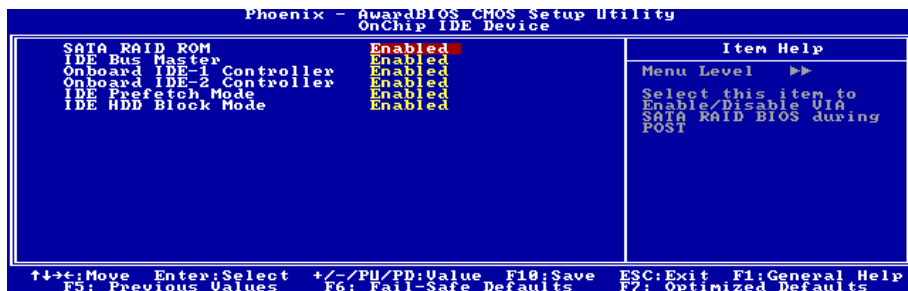 Phoenix - AwardBIOS CMOS Setup Utility
OnChip IDE Device
SATA RAID ROM Enabled
IDE Bus Master Enabled
Onboard IDE-1 Controller Enabled
Onboard IDE-2 Controller Enabled
IDE Prefetch Mode Enabled
IDE HDD Block Mode Enabled
Item Help
Menu Level ▶▶
Select this item to
Enable/Disable VIA
SATA RAID BIOS during
POST
↑↓→←:Move Enter:Select +/-/PU/PD:Value F10:Save ESC:Exit F1:General Help
F5: Previous Values F6: Fail-Safe Defaults F7: Optimized Defaults